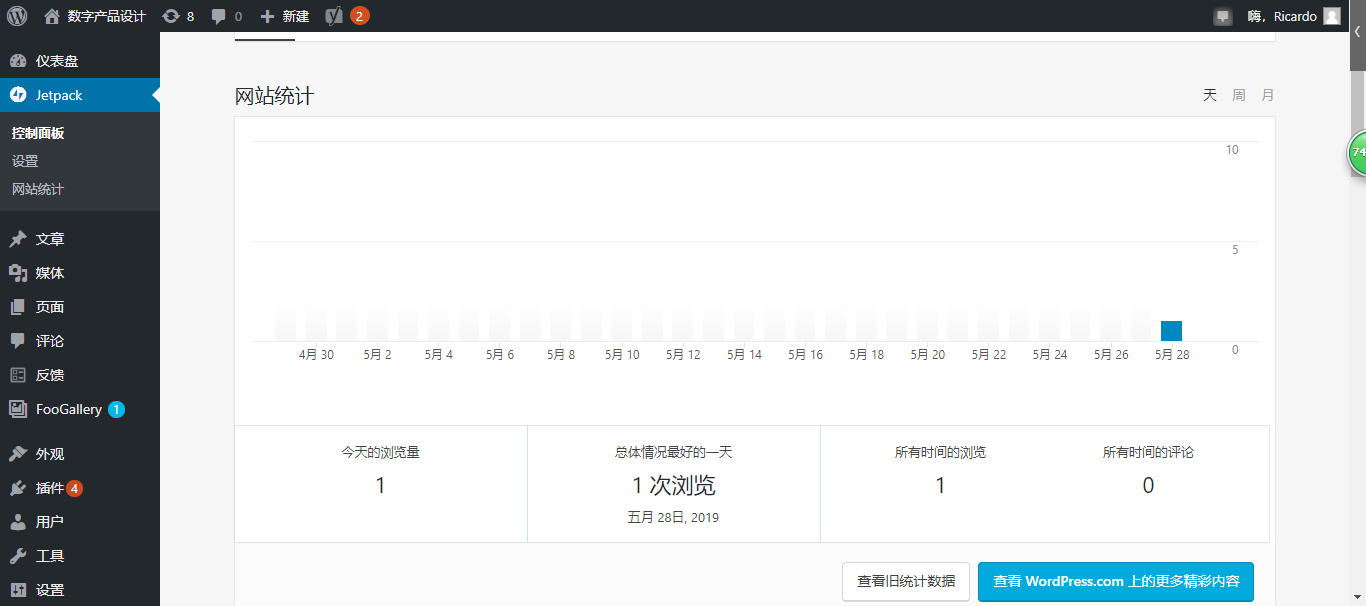 数字产品设计 8 0 新建 2 嗨，Ricardo
仪表盘
Jetpack
控制面板
设置
网站统计
文章
媒体
页面
评论
反馈
FooGallery 1
外观
插件 4
用户
工具
设置
网站统计 天 周 月
10
5
0
4月 30 5月 2 5月 4 5月 6 5月 8 5月 10 5月 12 5月 14 5月 16 5月 18 5月 20 5月 22 5月 24 5月 26 5月 28
今天的浏览量
1
总体情况最好的一天
1 次浏览
五月 28日, 2019
所有时间的浏览
1
所有时间的评论
0
查看旧统计数据 查看 WordPress.com 上的更多精彩内容
74